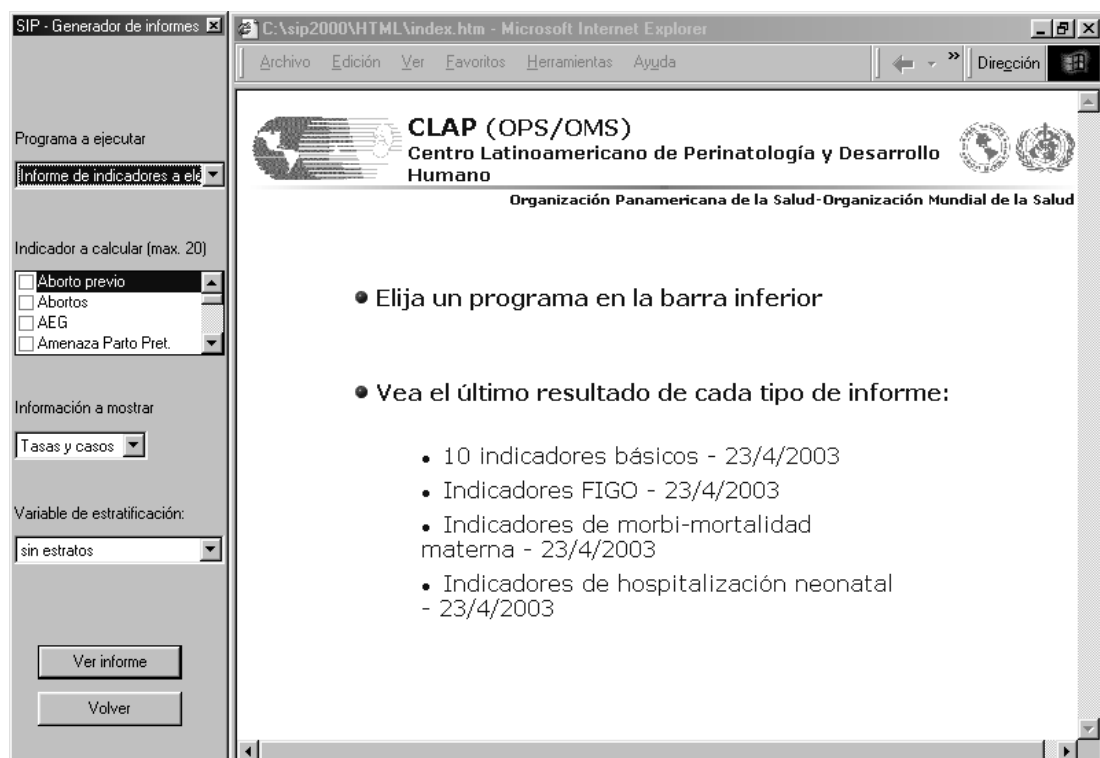 SIP - Generador de informes
Programa a ejecutar
Informe de indicadores a ele
Indicador a calcular (max. 20)
Aborto previo
Abortos
AEG
Amenaza Parto Pret.
Información a mostrar
Tasas y casos
Variable de estratificación:
sin estratos
Ver informe
Volver
C:\sip2000\HTML\index.htm - Microsoft Internet Explorer
Archivo Edición Ver Favoritos Herramientas Ayuda » Dirección
CLAP (OPS/OMS)
Centro Latinoamericano de Perinatología y Desarrollo
Humano
Organización Panamericana de la Salud-Organización Mundial de la Salud
• Elija un programa en la barra inferior
• Vea el último resultado de cada tipo de informe:
• 10 indicadores básicos - 23/4/2003
• Indicadores FIGO - 23/4/2003
• Indicadores de morbi-mortalidad
materna - 23/4/2003
• Indicadores de hospitalización neonatal
- 23/4/2003